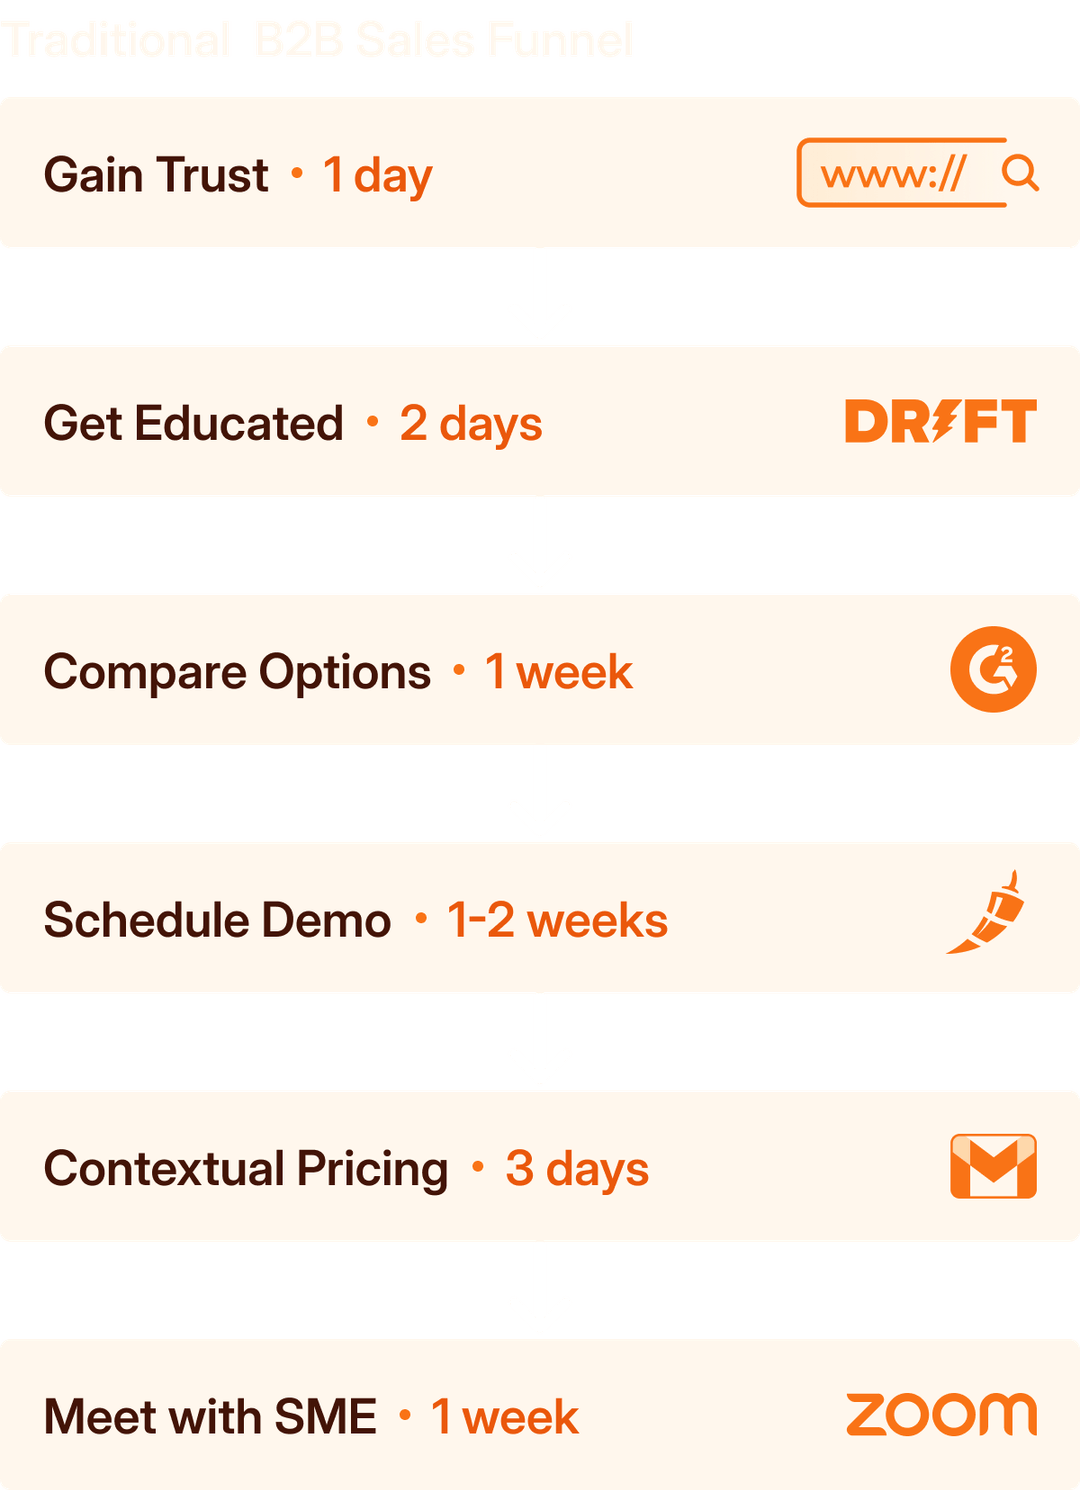 Traditional B2B Sales Funnel
Gain Trust • 1 day
www://
Get Educated • 2 days
DRIFT
Compare Options • 1 week
G2
Schedule Demo • 1-2 weeks
Contextual Pricing • 3 days
M
Meet with SME • 1 week
zoom